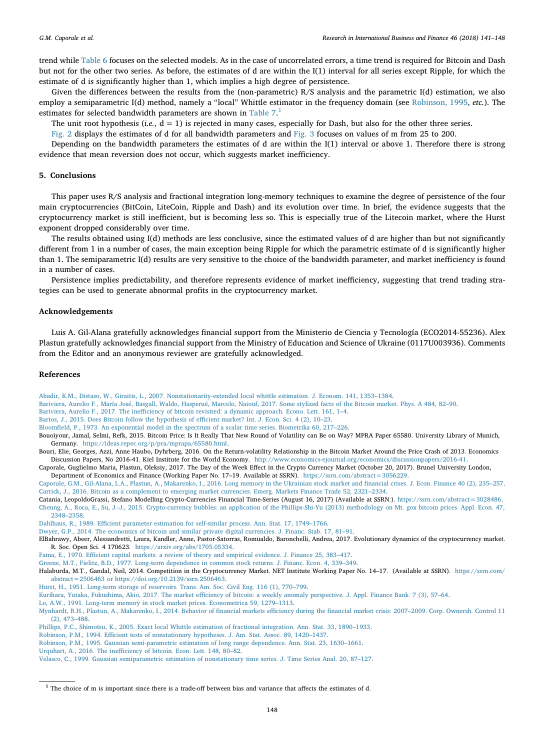 G.M. Caporale et al.
Research in International Business and Finance 46 (2018) 141–148
trend while Table 6 focuses on the selected models. As in the case of uncorrelated errors, a time trend is required for Bitcoin and Dash
but not for the other two series. As before, the estimates of d are within the I(1) interval for all series except Ripple, for which the
estimate of d is significantly higher than 1, which implies a high degree of persistence.
Given the differences between the results from the (non-parametric) R/S analysis and the parametric I(d) estimation, we also
employ a semiparametric I(d) method, namely a “local” Whittle estimator in the frequency domain (see Robinson, 1995, etc.). The
estimates for selected bandwidth parameters are shown in Table 7,1
The unit root hypothesis (i.e., d = 1) is rejected in many cases, especially for Dash, but also for the other three series.
Fig. 2 displays the estimates of d for all bandwidth parameters and Fig. 3 focuses on values of m from 25 to 200.
Depending on the bandwidth parameters the estimates of d are within the I(1) interval or above 1. Therefore there is strong
evidence that mean reversion does not occur, which suggests market inefficiency.
5. Conclusions
This paper uses R/S analysis and fractional integration long-memory techniques to examine the degree of persistence of the four
main cryptocurrencies (BitCoin, LiteCoin, Ripple and Dash) and its evolution over time. In brief, the evidence suggests that the
cryptocurrency market is still inefficient, but is becoming less so. This is especially true of the Litecoin market, where the Hurst
exponent dropped considerably over time.
The results obtained using I(d) methods are less conclusive, since the estimated values of d are higher than but not significantly
different from 1 in a number of cases, the main exception being Ripple for which the parametric estimate of d is significantly higher
than 1. The semiparametric I(d) results are very sensitive to the choice of the bandwidth parameter, and market inefficiency is found
in a number of cases.
Persistence implies predictability, and therefore represents evidence of market inefficiency, suggesting that trend trading stra-
tegies can be used to generate abnormal profits in the cryptocurrency market.
Acknowledgements
Luis A. Gil-Alana gratefully acknowledges financial support from the Ministerio de Ciencia y Tecnología (ECO2014-55236). Alex
Plastun gratefully acknowledges financial support from the Ministry of Education and Science of Ukraine (0117U003936). Comments
from the Editor and an anonymous reviewer are gratefully acknowledged.
References
Abadir, K.M., Distaso, W., Giraitis, L., 2007. Nonstationarity-extended local whittle estimation. J. Econom. 141, 1353–1384.
Bariviera, Aurelio F., María José, Basgall, Waldo, Hasperué, Marcelo, Naiouf, 2017. Some stylized facts of the Bitcoin market. Phys. A 484, 82–90.
Bariviera, Aurelio F., 2017. The inefficiency of bitcoin revisited: a dynamic approach. Econo. Lett. 161, 1–4.
Bartos, J., 2015. Does Bitcoin follow the hypothesis of efficient market? Int. J. Econ. Sci. 4 (2), 10–23.
Bloomfield, P., 1973. An exponential model in the spectrum of a scalar time series. Biometrika 60, 217–226.
Bouoiyour, Jamal, Selmi, Refk, 2015. Bitcoin Price: Is It Really That New Round of Volatility can be On Way? MPRA Paper 65580. University Library of Munich,
Germany. https://ideas.repec.org/p/pra/mprapa/65580.html.
Bouri, Elie, Georges, Azzi, Anne Haubo, Dyhrberg, 2016. On the Return-volatility Relationship in the Bitcoin Market Around the Price Crash of 2013. Economics
Discussion Papers, No 2016-41. Kiel Institute for the World Economy. http://www.economics-ejournal.org/economics/discussionpapers/2016-41.
Caporale, Guglielmo Maria, Plastun, Oleksiy, 2017. The Day of the Week Effect in the Crypto Currency Market (October 20, 2017). Brunel University London,
Department of Economics and Finance (Working Paper No. 17–19. Available at SSRN). https://ssrn.com/abstract=3056229.
Caporale, G.M., Gil-Alana, L.A., Plastun, A., Makarenko, I., 2016. Long memory in the Ukrainian stock market and financial crises. J. Econ. Finance 40 (2), 235–257,
Carrick, J., 2016. Bitcoin as a complement to emerging market currencies. Emerg. Markets Finance Trade 52, 2321–2334.
Catania, LeopoldoGrassi, Stefano Modelling Crypto-Currencies Financial Time-Series (August 16, 2017) (Available at SSRN:). https://ssrn.com/abstract=3028486.
Cheung, A., Roca, E., Su, J.-J., 2015. Crypto-currency bubbles: an application of the Phillips-Shi-Yu (2013) methodology on Mt. gox bitcoin prices. Appl. Econ. 47,
2348–2358.
Dahlhaus, R., 1989. Efficient parameter estimation for self-similar process. Ann. Stat. 17, 1749–1766.
Dwyer, G.P., 2014. The economics of bitcoin and similar private digital currencies. J. Financ. Stab. 17, 81–91.
ElBahrawy, Abeer, Alessandretti, Laura, Kandler, Anne, Pastor-Satorras, Romualdo, Baronchelli, Andrea, 2017. Evolutionary dynamics of the cryptocurrency market.
R. Soc. Open Sci. 4 170623. https://arxiv.org/abs/1705.05334.
Fama, E., 1970. Efficient capital markets: a review of theory and empirical evidence. J. Finance 25, 383–417.
Greene, M.T., Fielitz, B.D., 1977. Long-term dependence in common stock returns. J. Financ. Econ. 4, 339–349.
Halaburda, M.T., Gandal, Neil, 2014. Competition in the Cryptocurrency Market. NET Institute Working Paper No. 14–17. (Available at SSRN). https://ssrn.com/
abstract=2506463 or https://doi.org/10.2139/ssrn.2506463.
Hurst, H., 1951. Long-term storage of reservoirs. Trans. Am. Soc. Civil Eng. 116 (1), 770–799.
Kurihara, Yutaka, Fukushima, Akio, 2017. The market efficiency of bitcoin: a weekly anomaly perspective. J. Appl. Finance Bank. 7 (3), 57–64.
Lo, A.W., 1991. Long-term memory in stock market prices. Econometrica 59, 1279–1313.
Mynhardt, R.H., Plastun, A., Makarenko, I., 2014. Behavior of financial markets efficiency during the financial market crisis: 2007–2009. Corp. Ownersh. Control 11
(2), 473–488.
Phillips, P.C., Shimotsu, K., 2005. Exact local Whittle estimation of fractional integration. Ann. Stat. 33, 1890–1933.
Robinson, P.M., 1994. Efficient tests of nonstationary hypotheses. J. Am. Stat. Assoc. 89, 1420–1437.
Robinson, P.M., 1995. Gaussian semi-parametric estimation of long range dependence. Ann. Stat. 23, 1630–1661.
Urquhart, A., 2016. The inefficiency of bitcoin. Econ. Lett. 148, 80–82.
Velasco, C., 1999. Gaussian semiparametric estimation of nonstationary time series. J. Time Series Anal. 20, 87–127.
1 The choice of m is important since there is a trade-off between bias and variance that affects the estimates of d.
148